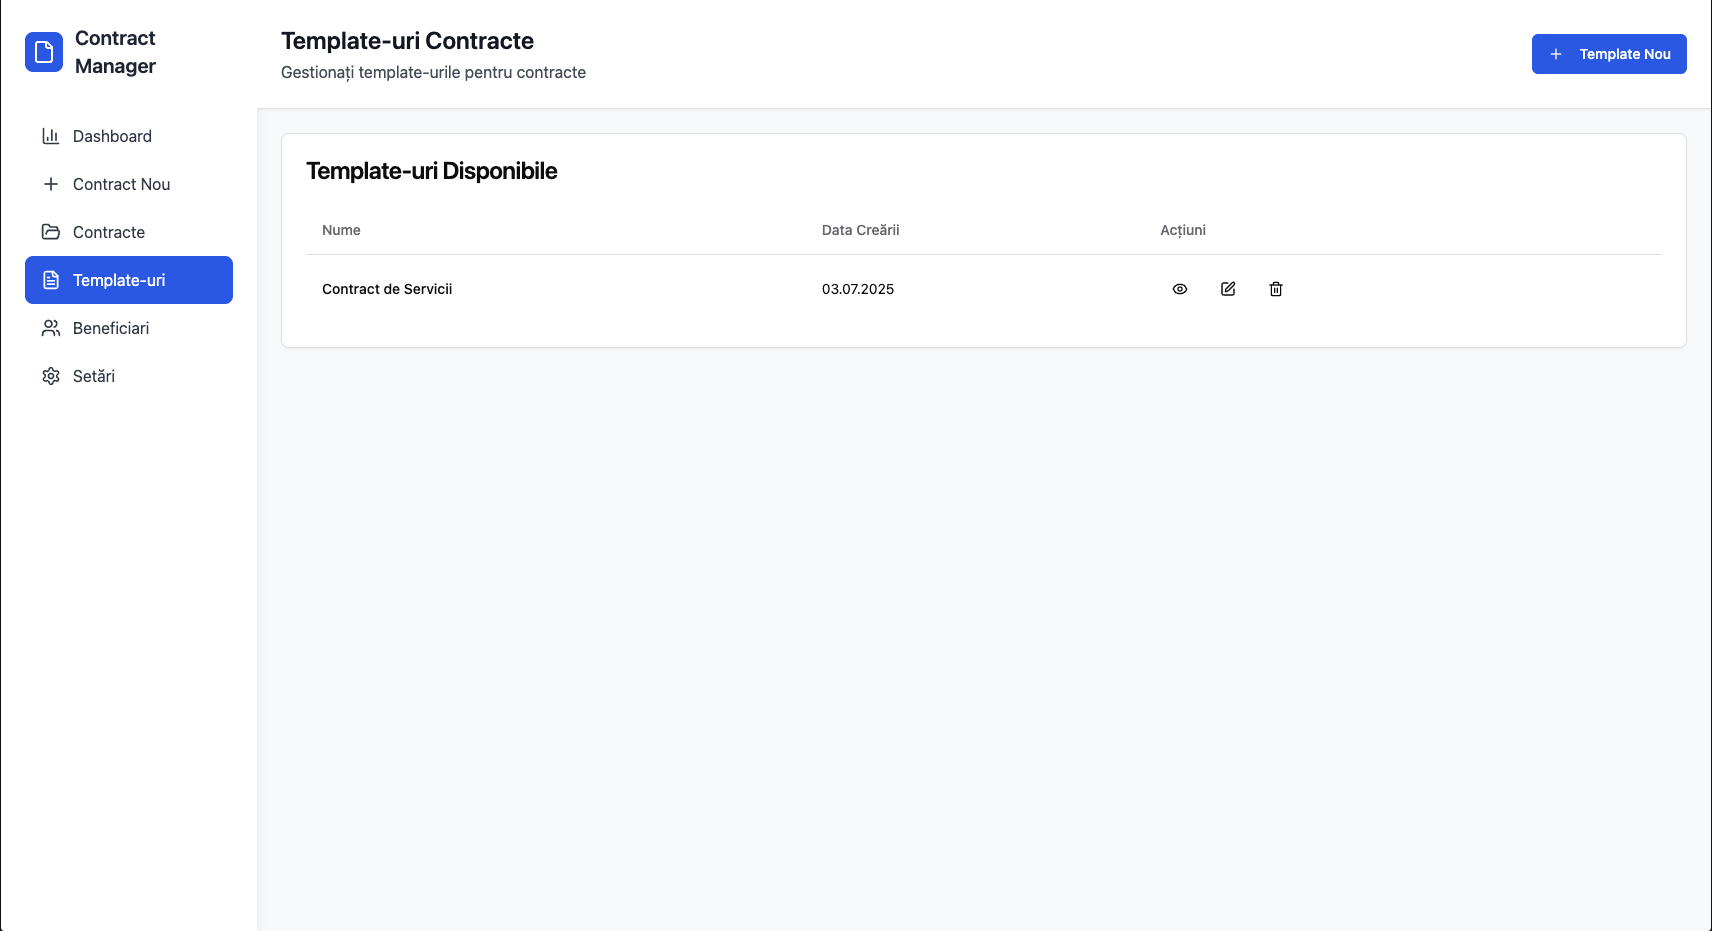 Contract
Manager
Dashboard
Contract Nou
Contracte
Template-uri
Beneficiari
Setări
Template-uri Contracte
Gestionați template-urile pentru contracte
Template Nou
Template-uri Disponibile
Nume Data Creării Acțiuni
Contract de Servicii 03.07.2025